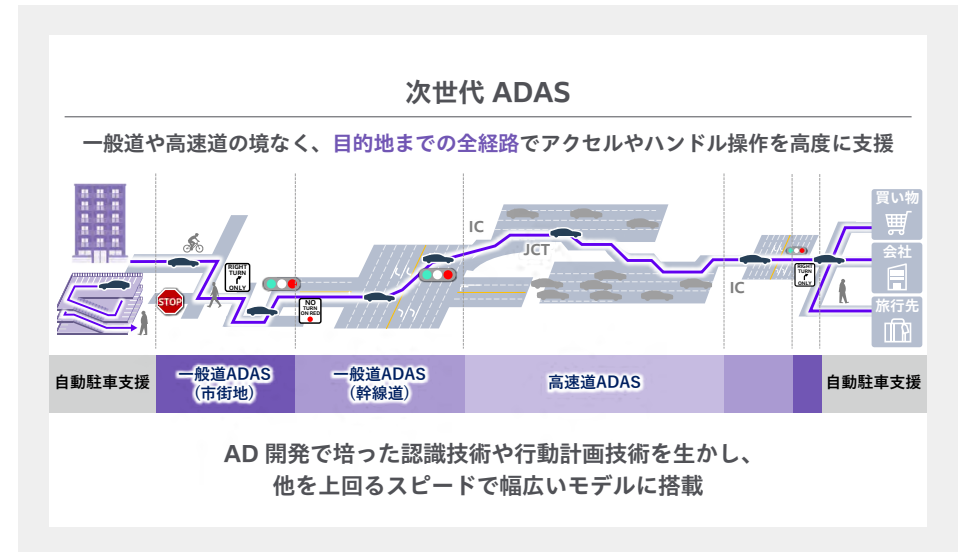 次世代 ADAS
一般道や高速道の境なく、目的地までの全経路でアクセルやハンドル操作を高度に支援
買い物
IC
JCT
会社
RIGHT
TURN
ONLY
STOP
NO
TURN
ON RED
IC
RIGHT
TURN
ONLY
旅行先
自動駐車支援
一般道ADAS
(市街地)
一般道ADAS
(幹線道)
高速道ADAS
自動駐車支援
AD 開発で培った認識技術や行動計画技術を生かし、
他を上回るスピードで幅広いモデルに搭載